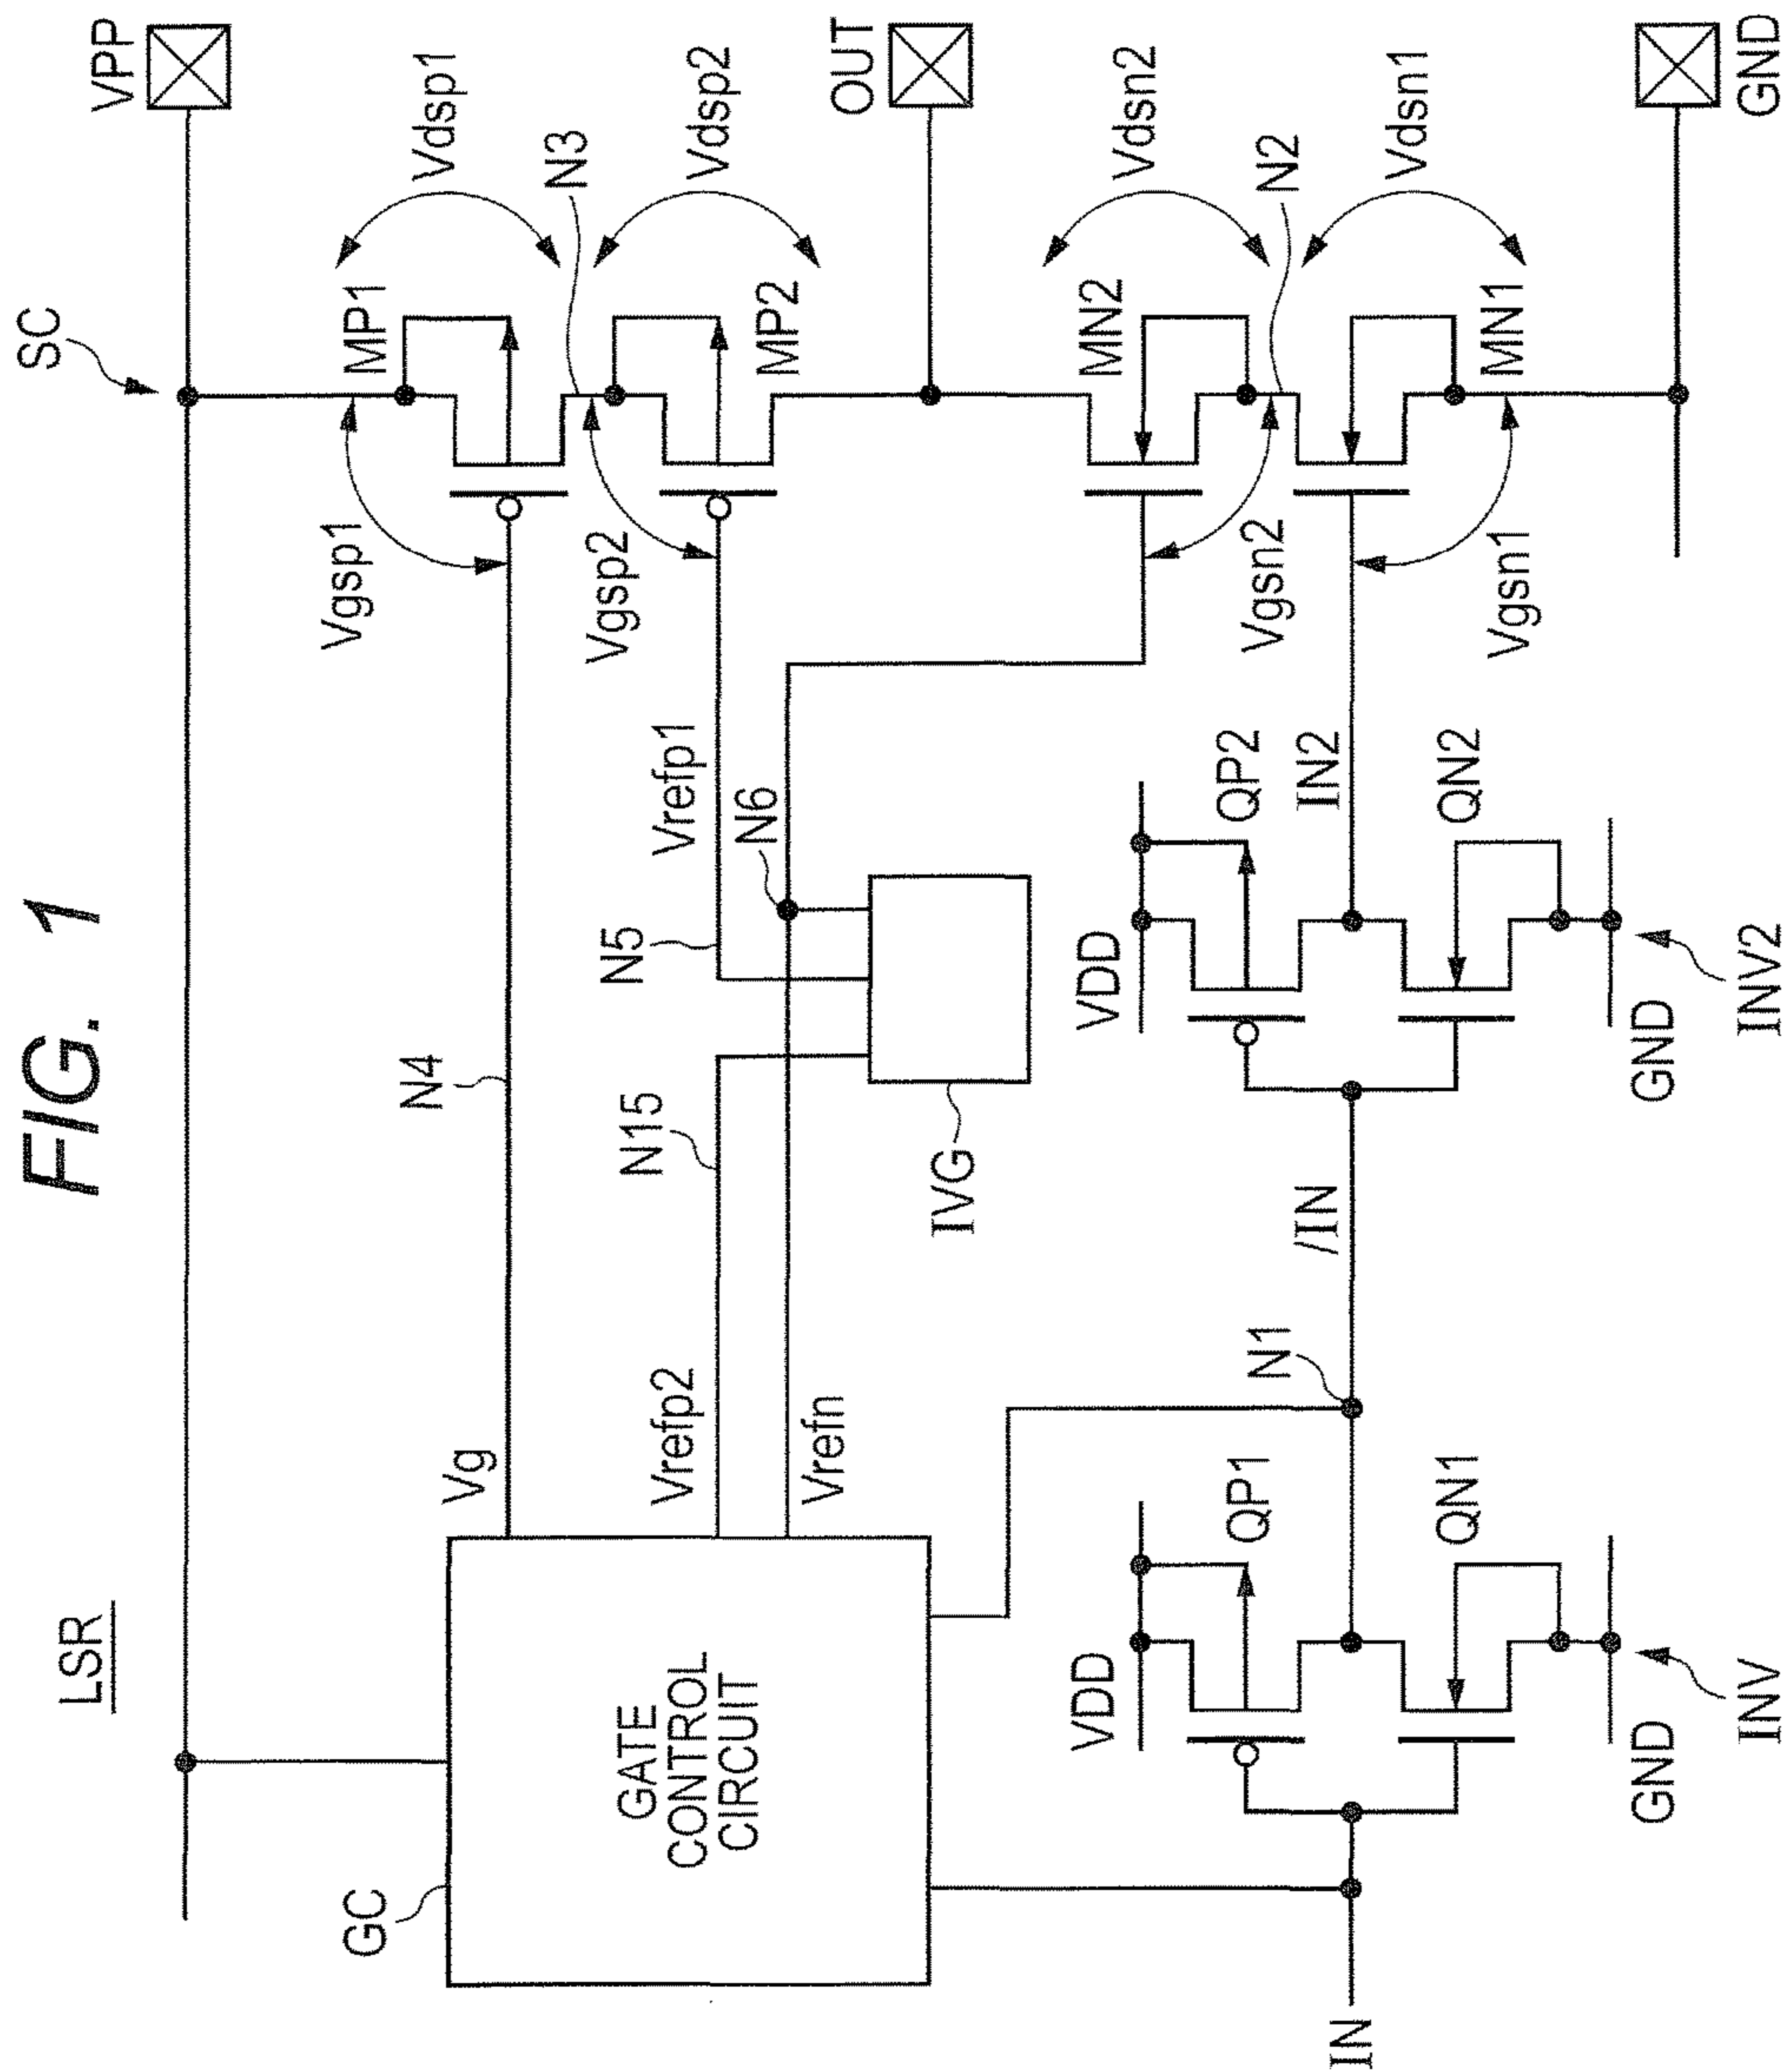 FIG. 1
LSR
SC
VPP
GC
GATE
CONTROL
CIRCUIT
Vg
N4
Vgsp1
MP1
Vdsp1
N3
Vrefp2
N15
N5
Vrefp1
Vgsp2
MP2
Vdsp2
Vrefn
N6
IVG
OUT
MN2
Vdsn2
Vgsn2
N2
VDD
QP1
N1
/IN
VDD
QP2
IN2
MN1
Vdsn1
Vgsn1
IN
QN1
QN2
GND
GND
GND
INV
INV2